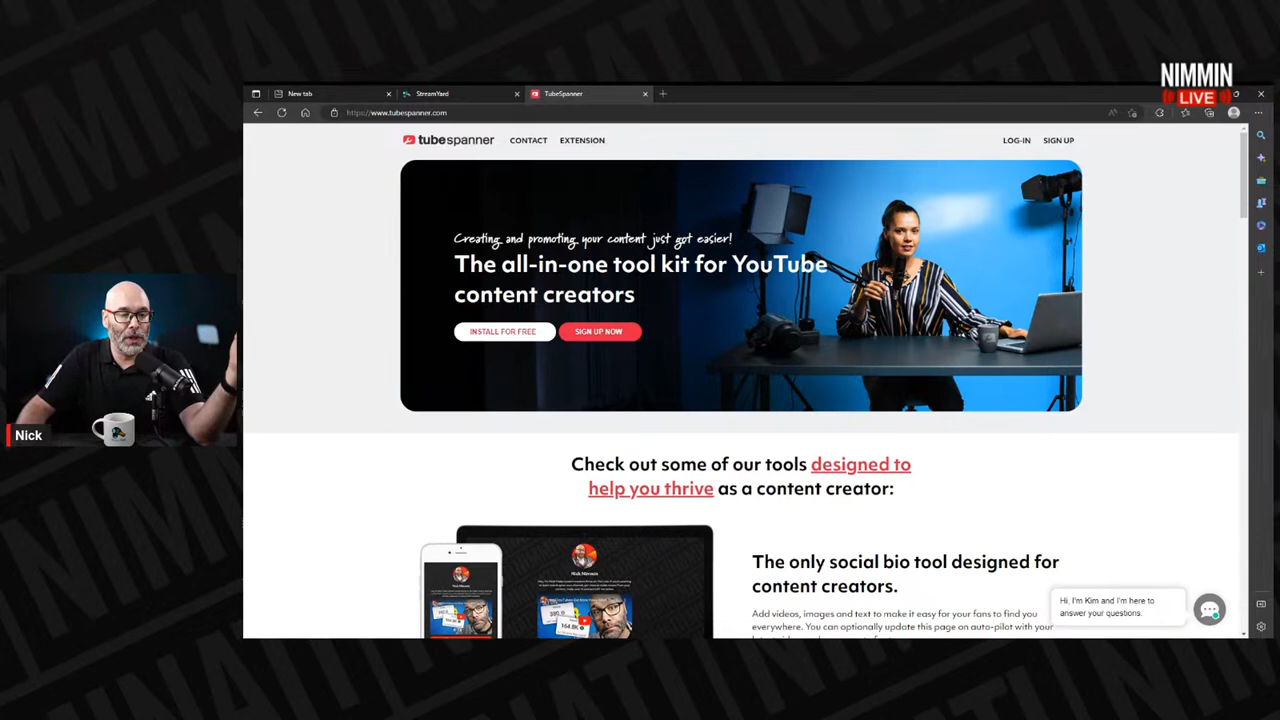 NIMMIN
LIVE
New tab
StreamYard
TubeSpanner
https://www.tubespanner.com
tubespanner
CONTACT
EXTENSION
LOG-IN
SIGN UP
Creating and promoting your content just got easier!
The all-in-one tool kit for YouTube
content creators
INSTALL FOR FREE
SIGN UP NOW
Nick
Check out some of our tools designed to
help you thrive as a content creator:
Nick Nimmin
The only social bio tool designed for
content creators.
Add videos, images and text to make it easy for your fans to find you
everywhere. You can optionally update this page on auto-pilot with your
Hi, I'm Kim and I'm here to
answer your questions.